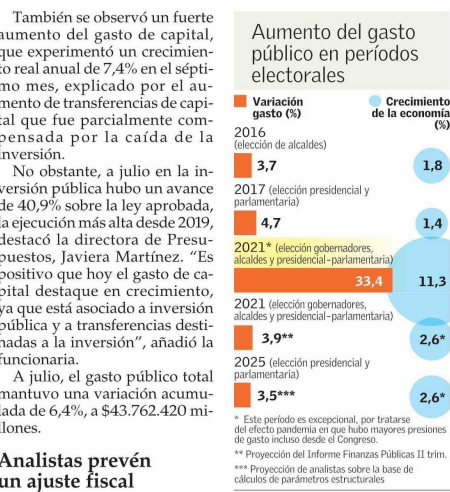 También se observó un fuerte
aumento del gasto de capital,
que experimentó un crecimien-
to real anual de 7,4% en el sépti-
mo mes, explicado por el au-
mento de transferencias de capi-
tal que fue parcialmente com-
pensada por la caída de la
inversión.
No obstante, a julio en la in-
versión pública hubo un avance
de 40,9% sobre la ley aprobada,
la ejecución más alta desde 2019,
destacó la directora de Presu-
puestos, Javiera Martínez. “Es
positivo que hoy el gasto de ca-
pital destaque en crecimiento,
ya que está asociado a inversión
pública y a transferencias desti-
nadas a la inversión”, añadió la
funcionaria.
A julio, el gasto público total
mantuvo una variación acumu-
lada de 6,4%, a $43.762.420 mi-
llones.
Analistas prevén
un ajuste fiscal
Aumento del gasto
público en períodos
electorales
Variación
gasto (%)
Crecimiento
de la economía
(%)
2016
(elección de alcaldes)
3,7
1,8
2017 (elección presidencial y
parlamentaria)
4,7
1,4
2021* (elección gobernadores,
alcaldes y presidencial-parlamentaria)
33,4
11,3
2021 (elección gobernadores,
alcaldes y presidencial-parlamentaria)
3,9**
2,6*
2025 (elección presidencial y
parlamentaria)
3,5***
2,6*
* Este período es excepcional, por tratarse
del efecto pandemia en que hubo mayores presiones
de gasto incluso desde el Congreso.
** Proyección del Informe Finanzas Públicas II trim.
*** Proyección de analistas sobre la base de
cálculos de parámetros estructurales